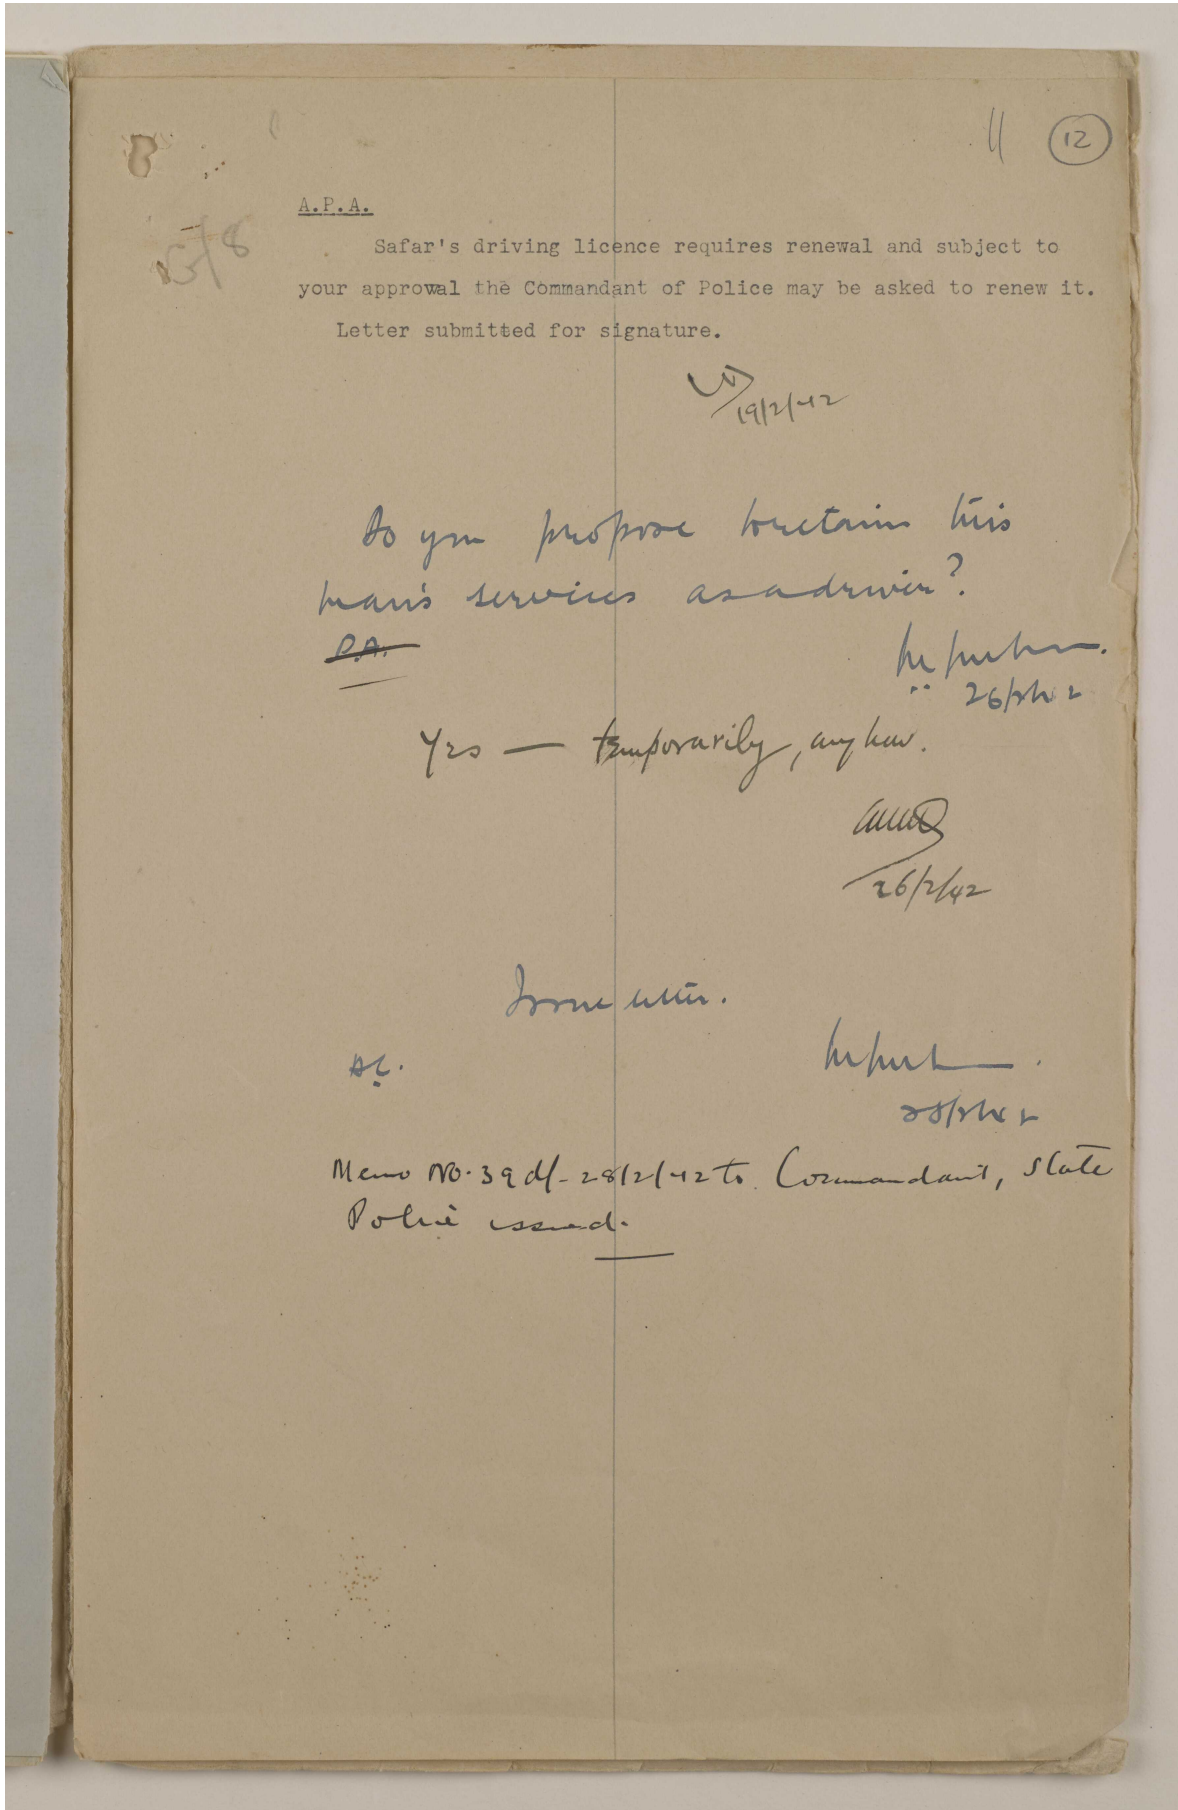 11
12
G/8
A.P.A.
Safar's driving licence requires renewal and subject to
your approval the Commandant of Police may be asked to renew it.
Letter submitted for signature.
19/2/42
Do you propose to retain this
man's services as a driver?
P.A.
26/2/42
Yes — temporarily, anyhow.
26/2/42
Issue letter.
H.C.
28/2/42
Memo No. 39 d/- 28/2/42 to Commandant, State
Police issued.